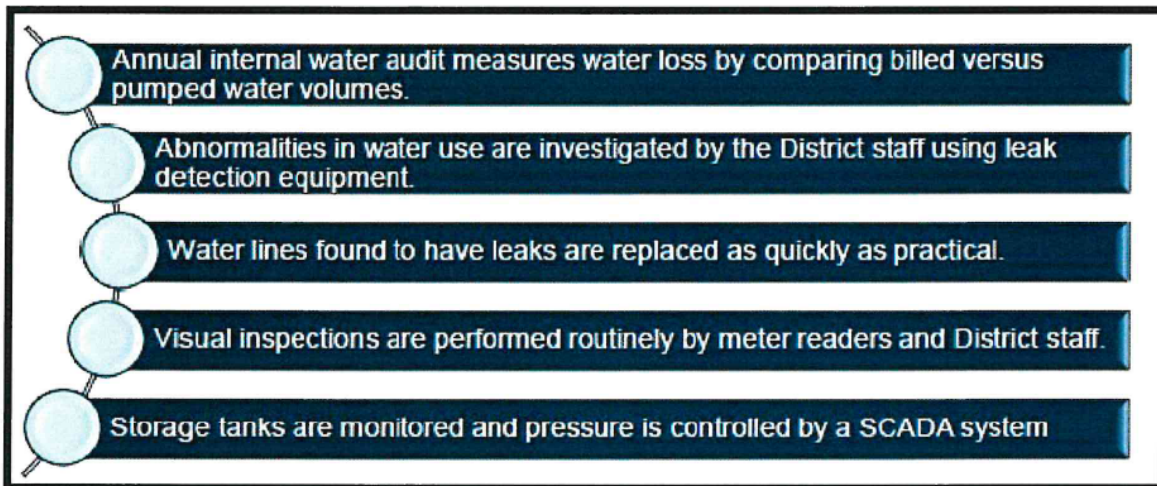 Annual internal water audit measures water loss by comparing billed versus
pumped water volumes.
Abnormalities in water use are investigated by the District staff using leak
detection equipment.
Water lines found to have leaks are replaced as quickly as practical.
Visual inspections are performed routinely by meter readers and District staff.
Storage tanks are monitored and pressure is controlled by a SCADA system